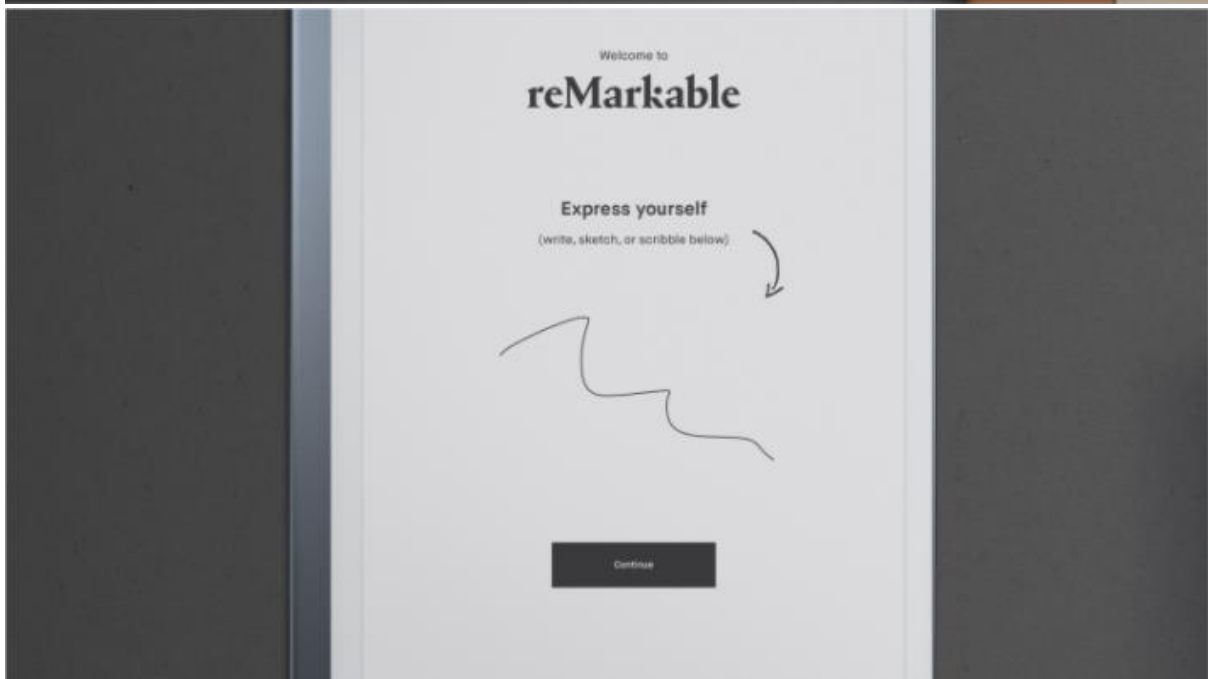 Welcome to
reMarkable
Express yourself
(write, sketch, or scribble below)
Continue